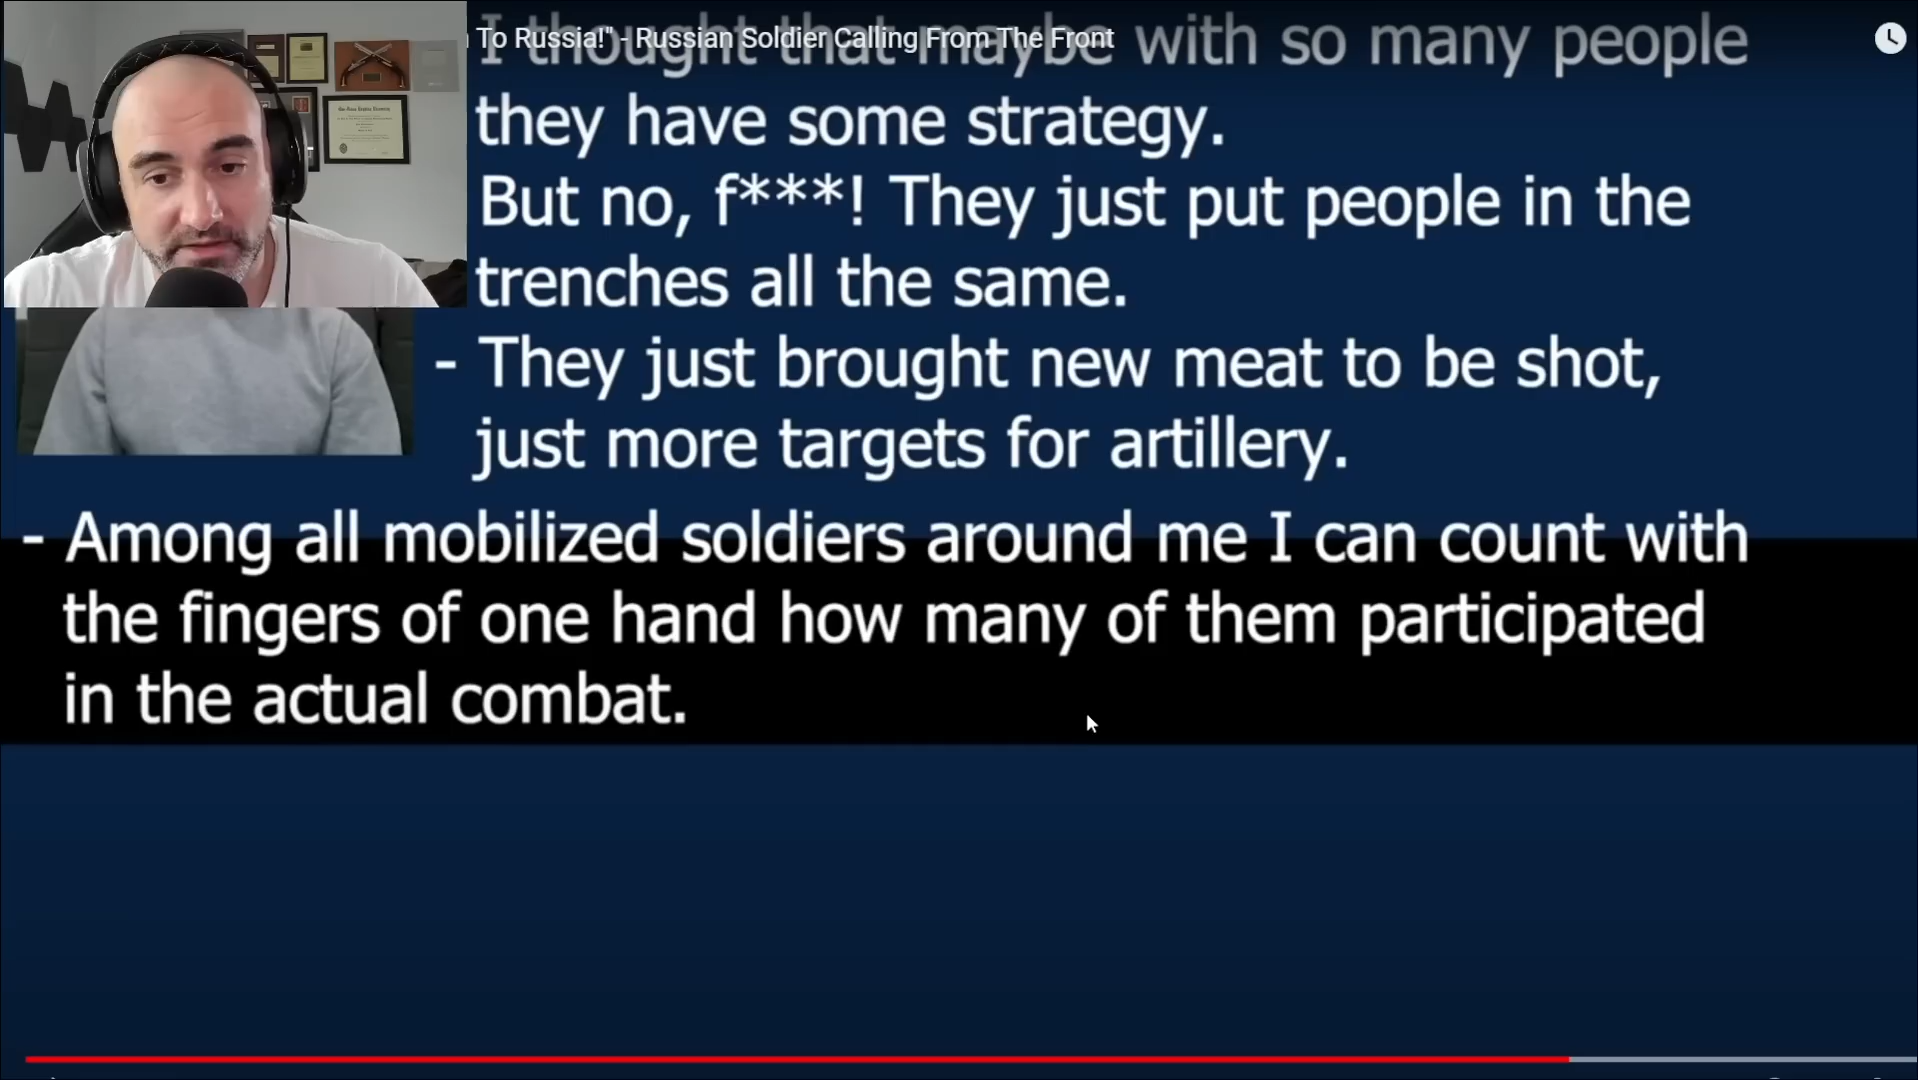 To Russia!" - Russian Soldier Calling From The Front
I thought that maybe with so many people
they have some strategy.
But no, f***! They just put people in the
trenches all the same.
- They just brought new meat to be shot,
just more targets for artillery.
- Among all mobilized soldiers around me I can count with
the fingers of one hand how many of them participated
in the actual combat.